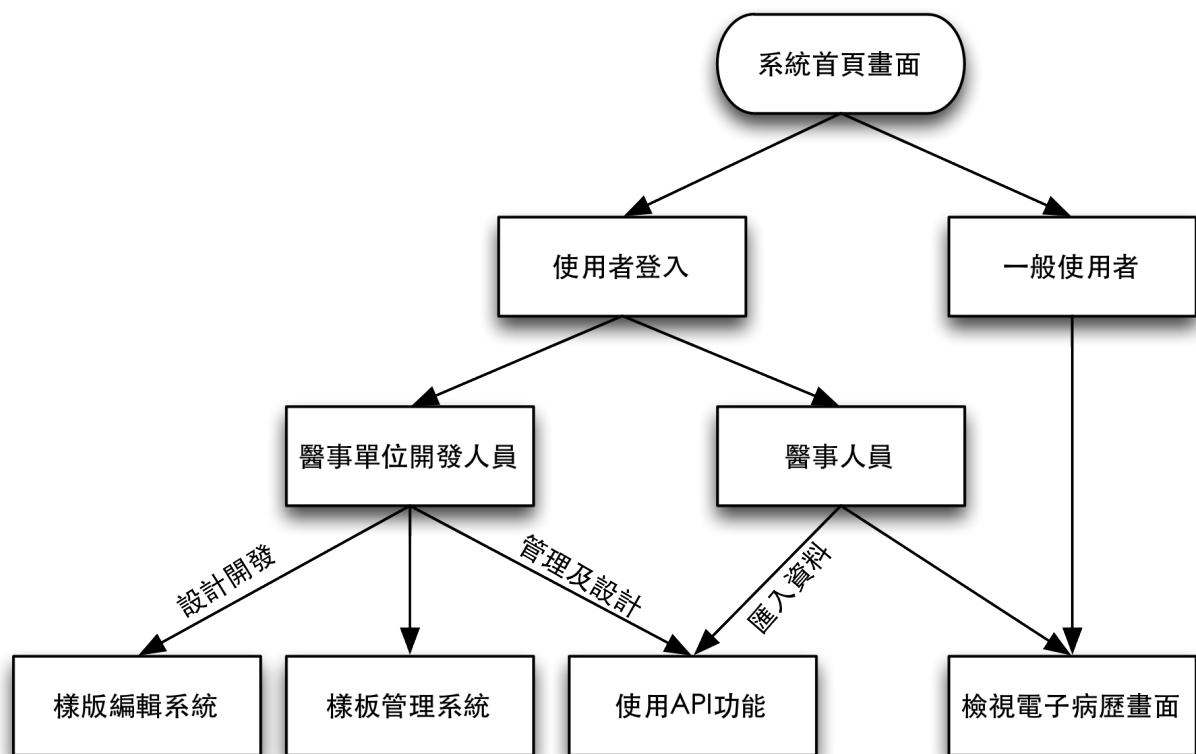 系統首頁畫面
使用者登入
一般使用者
醫事單位開發人員
醫事人員
設計開發
管理及設計
匯入資料
樣版編輯系統
樣板管理系統
使用API功能
檢視電子病歷畫面